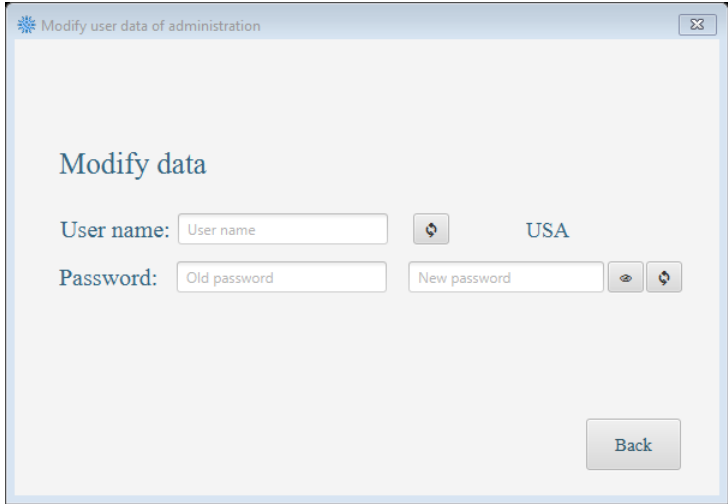 Modify user data of administration
Modify data
User name: User name USA
Password: Old password New password
Back